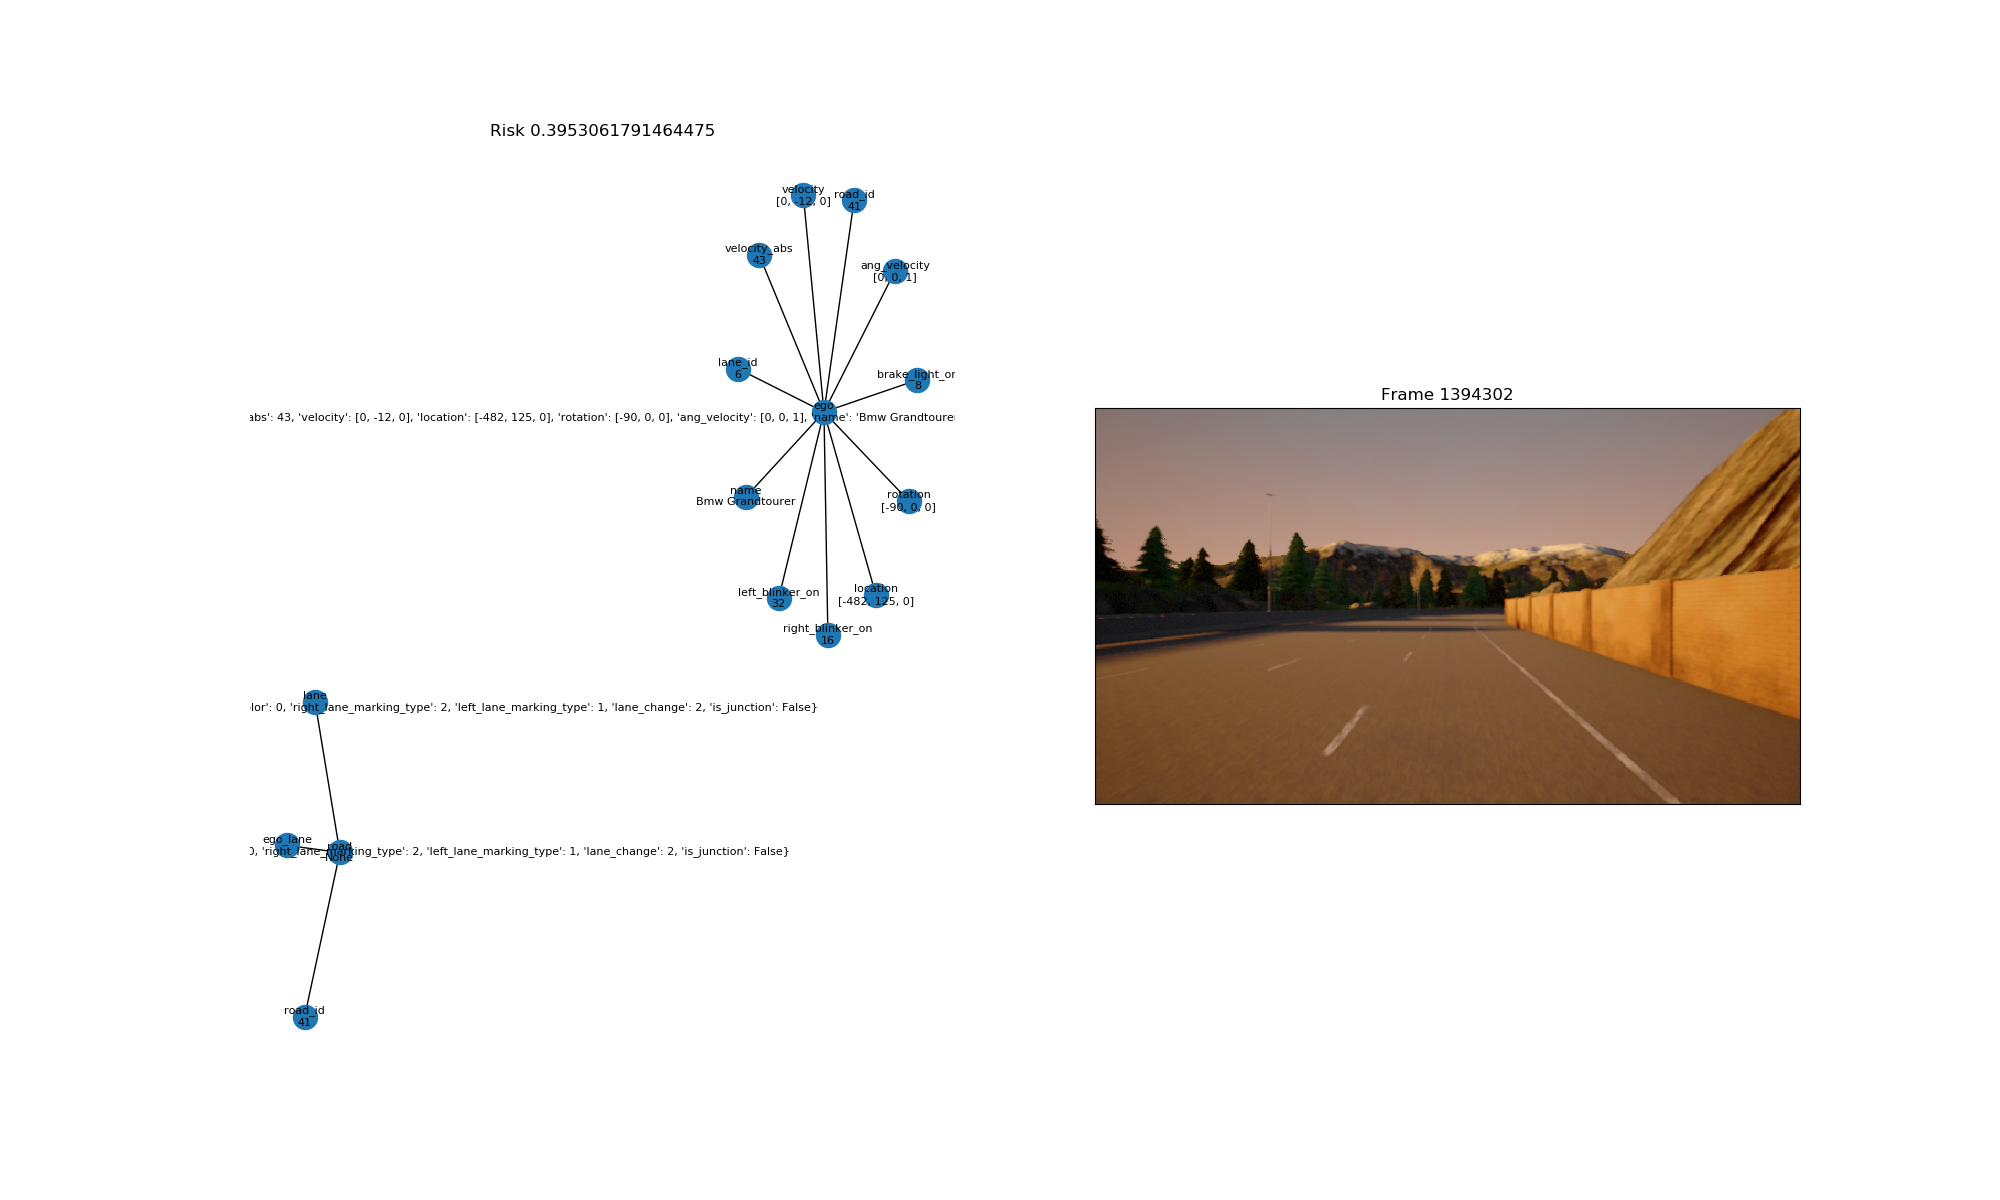 Risk 0.3953061791464475
velocity
[0, -12, 0]
road_id
41
velocity_abs
43
ang_velocity
[0, 0, 1]
lane_id
6
brake_light_on
8
ego
abs': 43, 'velocity': [0, -12, 0], 'location': [-482, 125, 0], 'rotation': [-90, 0, 0], 'ang_velocity': [0, 0, 1], 'name': 'Bmw Grandtourer
name
Bmw Grandtourer
rotation
[-90, 0, 0]
left_blinker_on
32
location
[-482, 125, 0]
right_blinker_on
16
lane
lor': 0, 'right_lane_marking_type': 2, 'left_lane_marking_type': 1, 'lane_change': 2, 'is_junction': False}
ego_lane
0, 'right_lane_marking_type': 2, 'left_lane_marking_type': 1, 'lane_change': 2, 'is_junction': False}
road
None
road_id
41
Frame 1394302